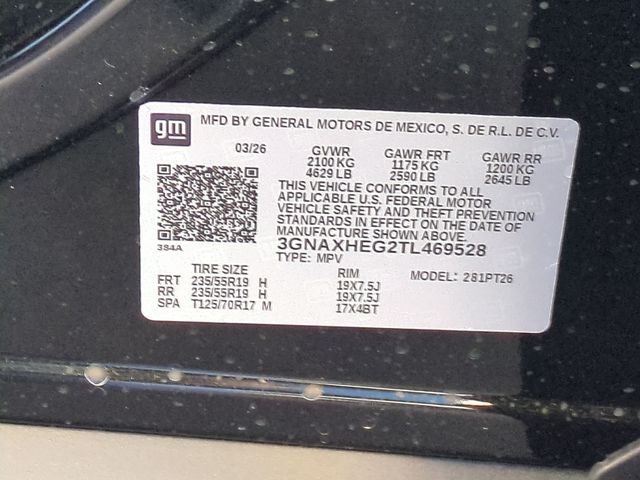 gm MFD BY GENERAL MOTORS DE MEXICO, S. DE R.L. DE C.V.
03/26 GVWR GAWR FRT GAWR RR
2100 KG 1175 KG 1200 KG
4629 LB 2590 LB 2645 LB
THIS VEHICLE CONFORMS TO ALL
APPLICABLE U.S. FEDERAL MOTOR
VEHICLE SAFETY AND THEFT PREVENTION
STANDARDS IN EFFECT ON THE DATE OF
MANUFACTURE SHOWN ABOVE.
384A 3GNAXHEG2TL469528
TYPE: MPV
TIRE SIZE RIM MODEL: 281PT26
FRT 235/55R19 H 19X7.5J
RR 235/55R19 H 19X7.5J
SPA T125/70R17 M 17X4BT